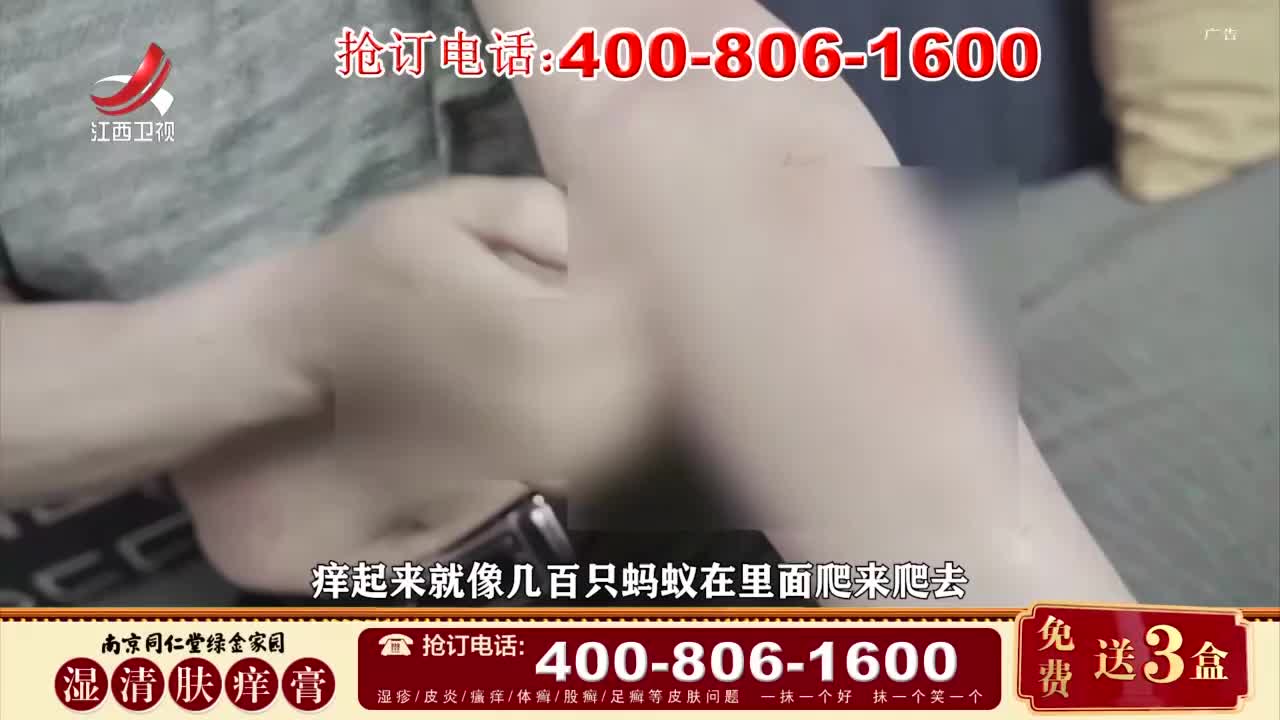 抢订电话:400-806-1600
广告
江西卫视
痒起来就像几百只蚂蚁在里面爬来爬去
南京同仁堂绿金家园
湿清肤痒膏
抢订电话:
400-806-1600
湿疹/皮炎/瘙痒/体癣/股癣/足癣等皮肤问题 一抹一个好 抹一个笑一个
免费
送3盒